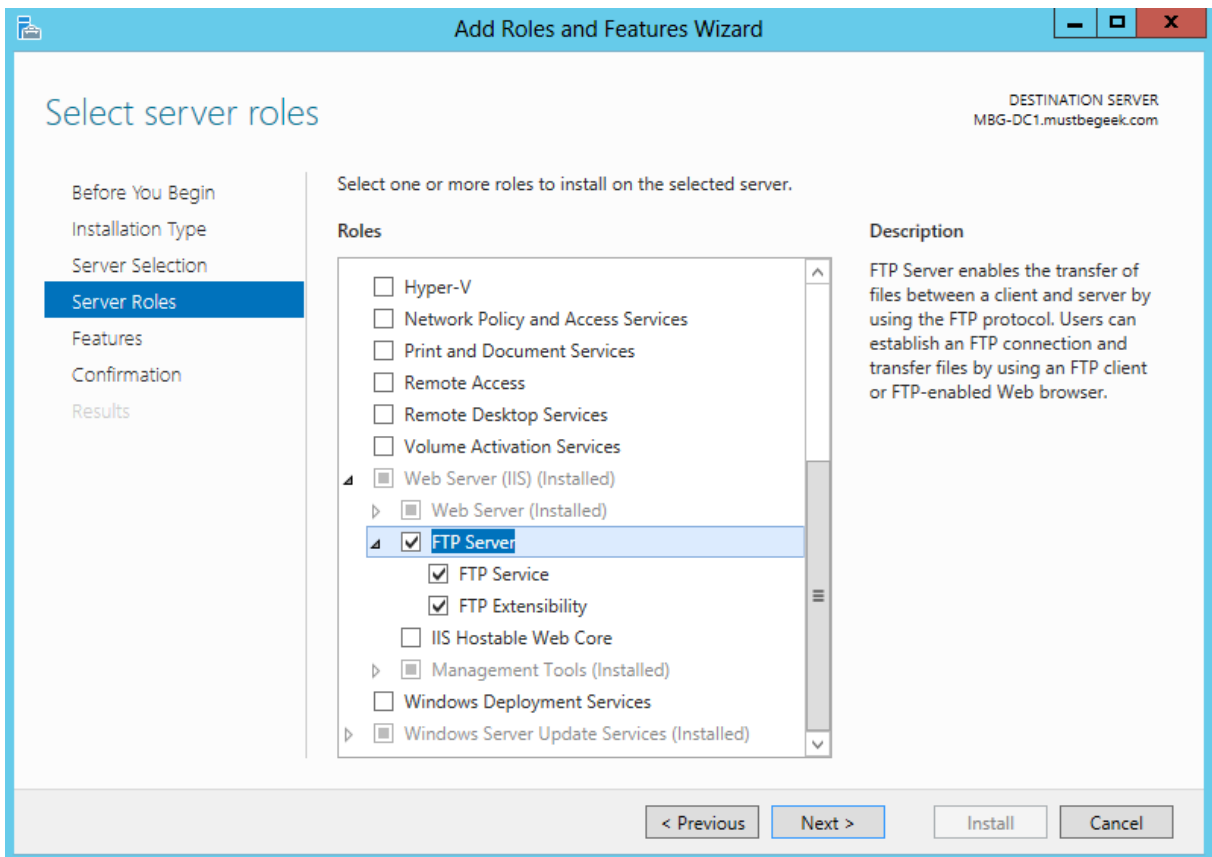 Add Roles and Features Wizard
Select server roles
DESTINATION SERVER
MBG-DC1.mustbegeek.com
Before You Begin
Installation Type
Server Selection
Server Roles
Features
Confirmation
Results
Select one or more roles to install on the selected server.
Roles
Hyper-V
Network Policy and Access Services
Print and Document Services
Remote Access
Remote Desktop Services
Volume Activation Services
Web Server (IIS) (Installed)
Web Server (Installed)
FTP Server
FTP Service
FTP Extensibility
IIS Hostable Web Core
Management Tools (Installed)
Windows Deployment Services
Windows Server Update Services (Installed)
Description
FTP Server enables the transfer of
files between a client and server by
using the FTP protocol. Users can
establish an FTP connection and
transfer files by using an FTP client
or FTP-enabled Web browser.
< Previous
Next >
Install
Cancel